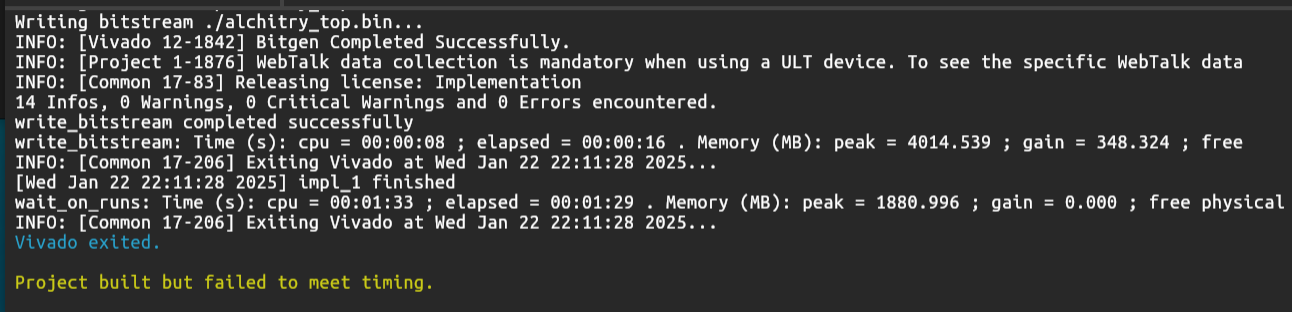 Writing bitstream ./alchitry_top.bin...
INFO: [Vivado 12-1842] Bitgen Completed Successfully.
INFO: [Project 1-1876] WebTalk data collection is mandatory when using a ULT device. To see the specific WebTalk data
INFO: [Common 17-83] Releasing license: Implementation
14 Infos, 0 Warnings, 0 Critical Warnings and 0 Errors encountered.
write_bitstream completed successfully
write_bitstream: Time (s): cpu = 00:00:08 ; elapsed = 00:00:16 . Memory (MB): peak = 4014.539 ; gain = 348.324 ; free
INFO: [Common 17-206] Exiting Vivado at Wed Jan 22 22:11:28 2025...
[Wed Jan 22 22:11:28 2025] impl_1 finished
wait_on_runs: Time (s): cpu = 00:01:33 ; elapsed = 00:01:29 . Memory (MB): peak = 1880.996 ; gain = 0.000 ; free physical
INFO: [Common 17-206] Exiting Vivado at Wed Jan 22 22:11:28 2025...
Vivado exited.
Project built but failed to meet timing.